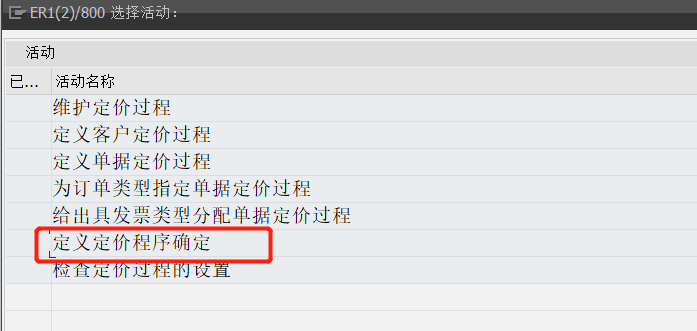 ER1(2)/800 选择活动：
活动
已... 活动名称
维护定价过程
定义客户定价过程
定义单据定价过程
为订单类型指定单据定价过程
给出具发票类型分配单据定价过程
定义定价程序确定
检查定价过程的设置